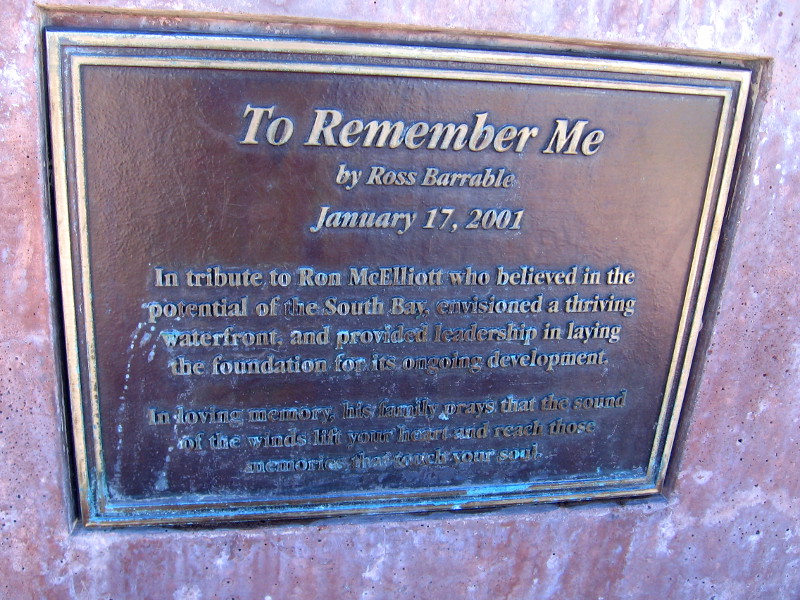 To Remember Me
by Ross Barrable
January 17, 2001
In tribute to Ron McElliott who believed in the
potential of the South Bay, envisioned a thriving
waterfront, and provided leadership in laying
the foundation for its ongoing development.
In loving memory, his family prays that the sound
of the winds lift your heart and reach those
memories that touch your soul.